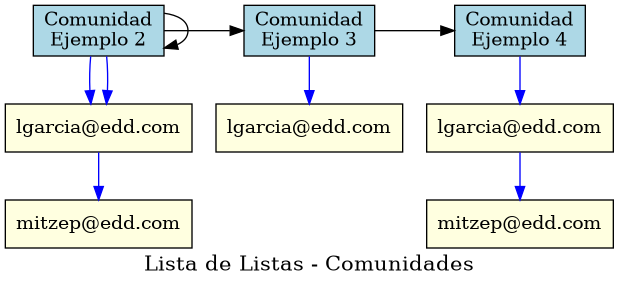 Comunidad
Ejemplo 2
Comunidad
Ejemplo 3
Comunidad
Ejemplo 4
lgarcia@edd.com
lgarcia@edd.com
lgarcia@edd.com
mitzep@edd.com
mitzep@edd.com
Lista de Listas - Comunidades